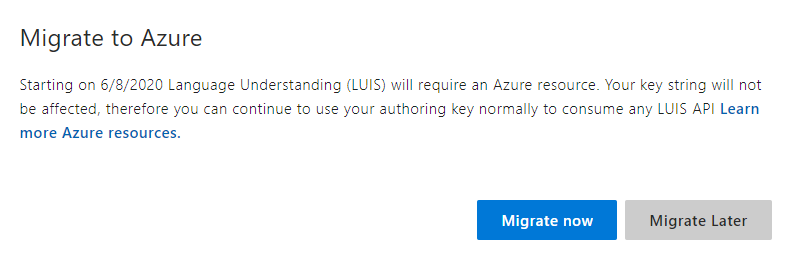 Migrate to Azure
Starting on 6/8/2020 Language Understanding (LUIS) will require an Azure resource. Your key string will not
be affected, therefore you can continue to use your authoring key normally to consume any LUIS API Learn
more Azure resources.
Migrate now
Migrate Later